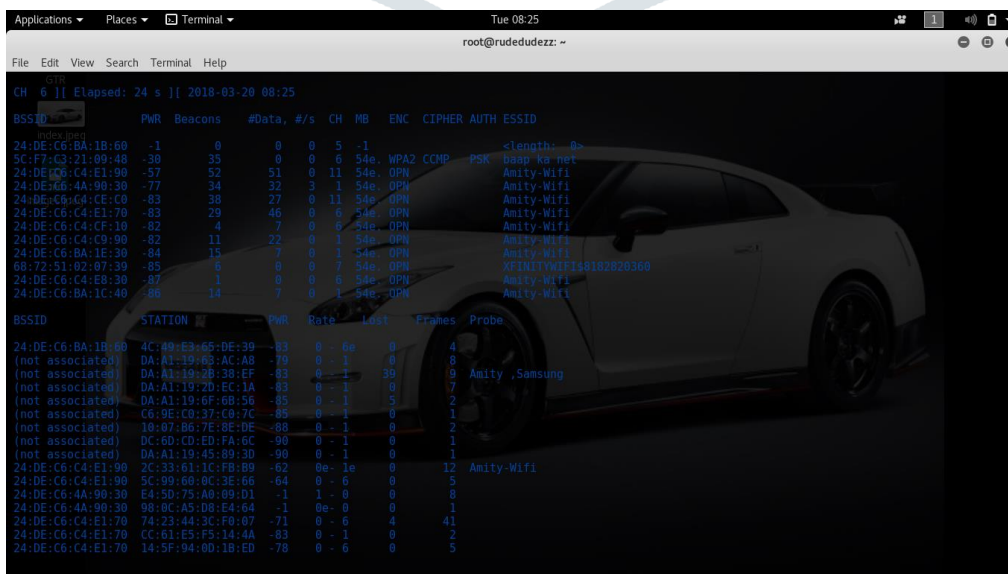 Applications Places Terminal Tue 08:25 1
root@rudedudezz: ~
File Edit View Search Terminal Help
GTR
CH 6 ][ Elapsed: 24 s ][ 2018-03-20 08:25
BSSID PWR Beacons #Data, #/s CH MB ENC CIPHER AUTH ESSID
index.jpeg
24:DE:C6:BA:1B:60 -1 0 0 0 5 -1 <length: 0>
5C:F7:C3:21:09:48 -30 35 0 0 6 54e. WPA2 CCMP PSK baap ka net
24:DE:C6:C4:E1:90 -57 52 51 0 11 54e. OPN Amity-Wifi
24:DE:C6:4A:90:30 -77 34 32 3 1 54e. OPN Amity-Wifi
24:DE:C6:C4:CE:C0 -83 38 27 0 11 54e. OPN Amity-Wifi
24:DE:C6:C4:E1:70 -83 29 46 0 6 54e. OPN Amity-Wifi
24:DE:C6:C4:CF:10 -82 4 7 0 6 54e. OPN Amity-Wifi
24:DE:C6:C4:C9:90 -82 11 22 0 1 54e. OPN Amity-Wifi
24:DE:C6:BA:1E:30 -84 15 7 0 1 54e. OPN Amity-Wifi
68:72:51:02:07:39 -85 6 0 0 7 54e. OPN XFINITYWIFI$8182820360
24:DE:C6:C4:E8:30 -87 1 0 0 6 54e. OPN Amity-Wifi
24:DE:C6:BA:1C:40 -86 14 7 0 1 54e. OPN Amity-Wifi
BSSID STATION PWR Rate Lost Frames Probe
24:DE:C6:BA:1B:60 4C:49:E3:65:DE:39 -83 0 - 6e 0 4
(not associated) DA:A1:19:63:AC:A8 -79 0 - 1 0 8
(not associated) DA:A1:19:2B:38:EF -83 0 - 1 39 9 Amity ,Samsung
(not associated) DA:A1:19:2D:EC:1A -83 0 - 1 0 7
(not associated) DA:A1:19:6F:6B:56 -85 0 - 1 5 2
(not associated) C6:9E:C0:37:C0:7C -85 0 - 1 0 1
(not associated) 10:07:B6:7E:8E:DE -88 0 - 1 0 2
(not associated) DC:6D:CD:ED:FA:6C -90 0 - 1 0 1
(not associated) DA:A1:19:45:89:3D -90 0 - 1 0 1
24:DE:C6:C4:E1:90 2C:33:61:1C:FB:B9 -62 0e- 1e 0 12 Amity-Wifi
24:DE:C6:C4:E1:90 5C:99:60:0C:3E:66 -64 0 - 6 0 5
24:DE:C6:4A:90:30 E4:5D:75:A0:09:D1 -1 1 - 0 0 8
24:DE:C6:4A:90:30 98:0C:A5:D8:E4:64 -1 0e- 0 0 1
24:DE:C6:C4:E1:70 74:23:44:3C:F0:07 -71 0 - 6 4 41
24:DE:C6:C4:E1:70 CC:61:E5:F5:14:4A -83 0 - 1 0 2
24:DE:C6:C4:E1:70 14:5F:94:0D:1B:ED -78 0 - 6 0 5